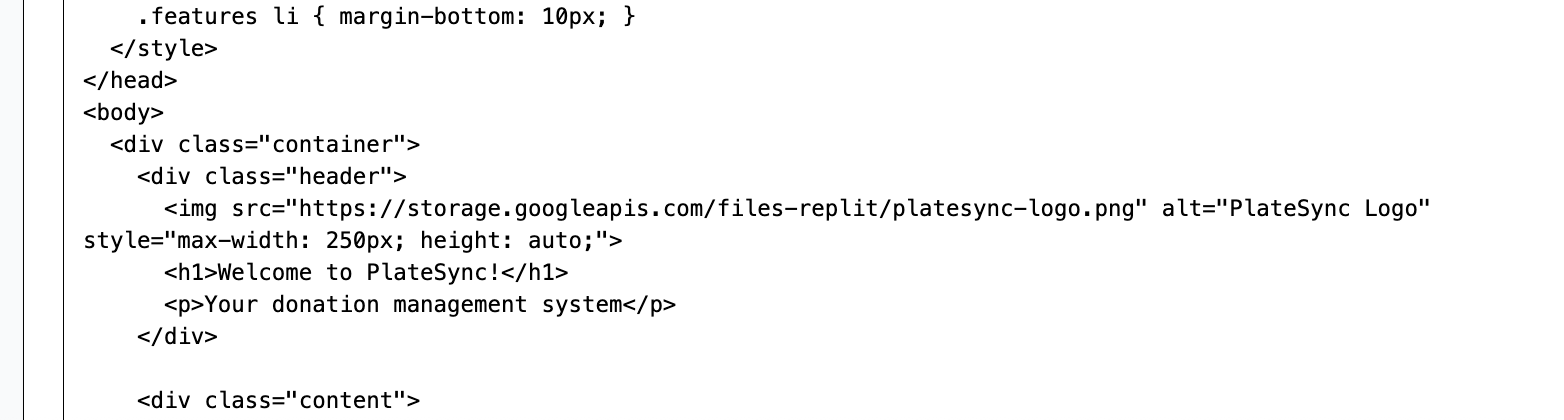 .features li { margin-bottom: 10px; }
</style>
</head>
<body>
<div class="container">
<div class="header">
<img src="https://storage.googleapis.com/files-replit/platesync-logo.png" alt="PlateSync Logo"
style="max-width: 250px; height: auto;">
<h1>Welcome to PlateSync!</h1>
<p>Your donation management system</p>
</div>
<div class="content">